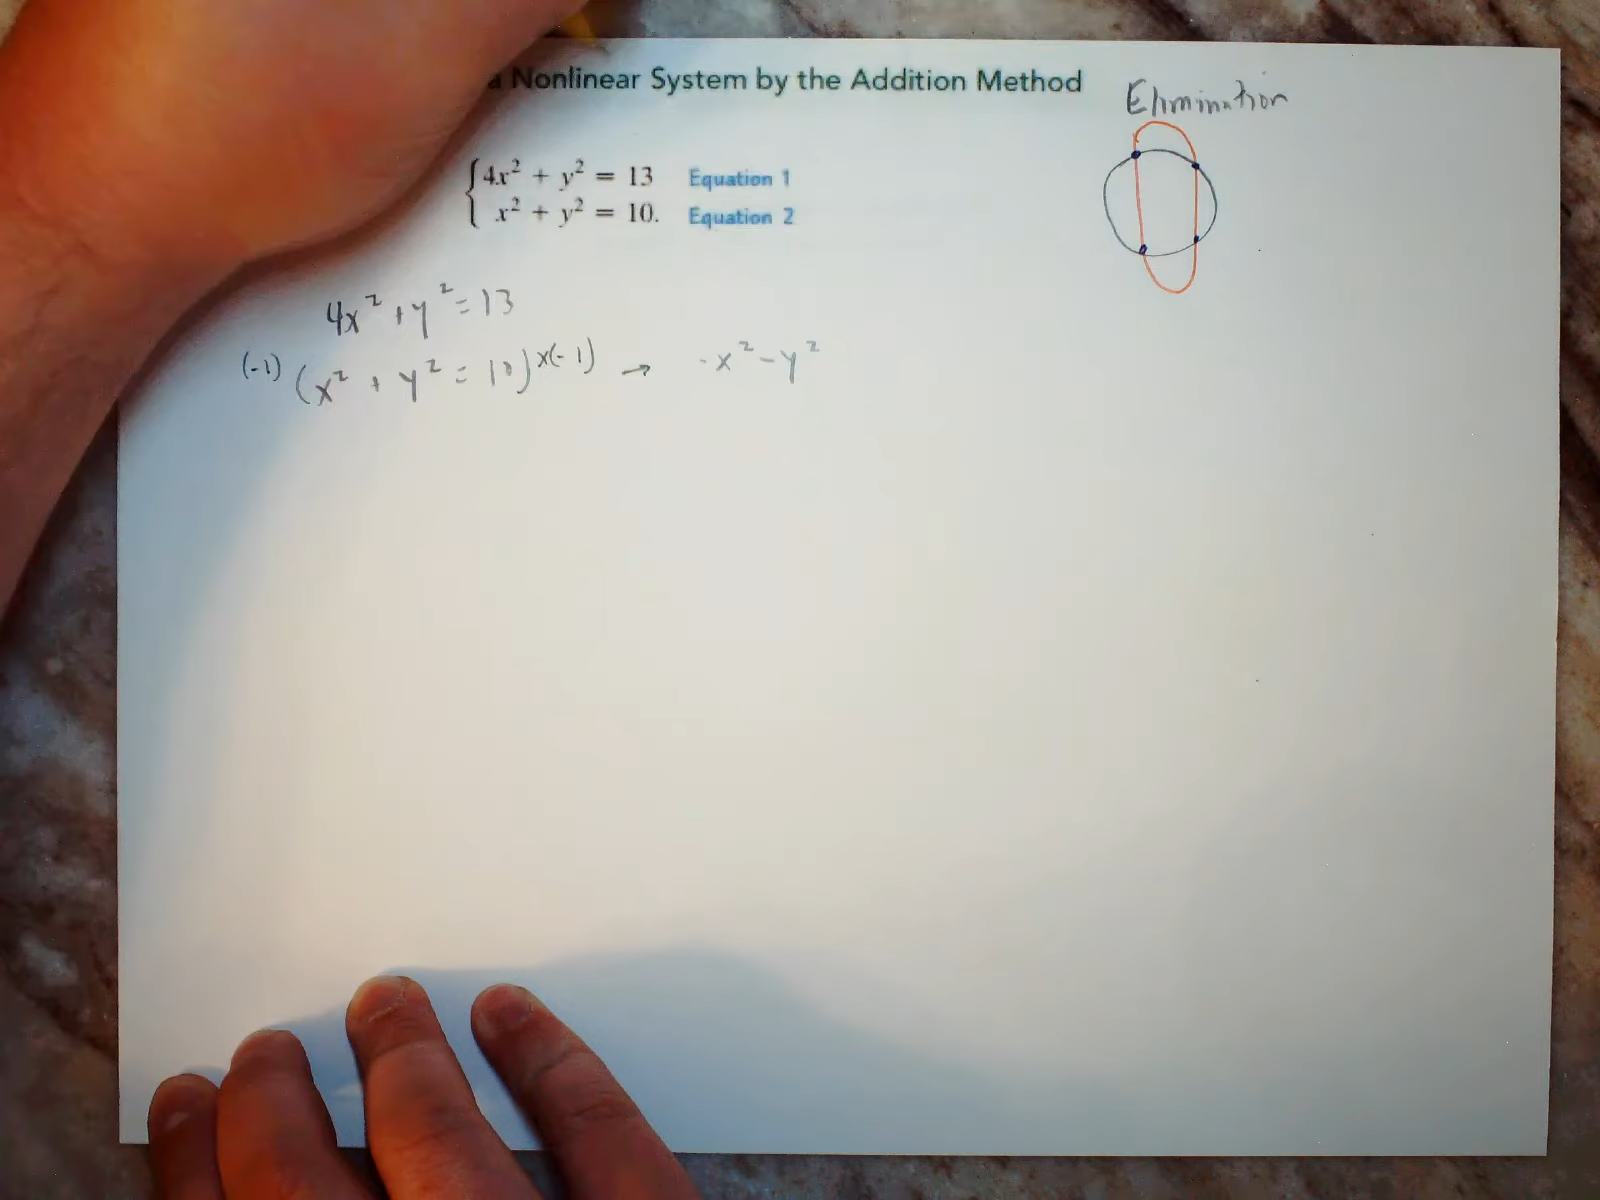 a Nonlinear System by the Addition Method
Elimination
4x² + y² = 13 Equation 1
x² + y² = 10. Equation 2
4x² + y² = 13
(-1) (x² + y² = 10)x(-1) → -x² - y²